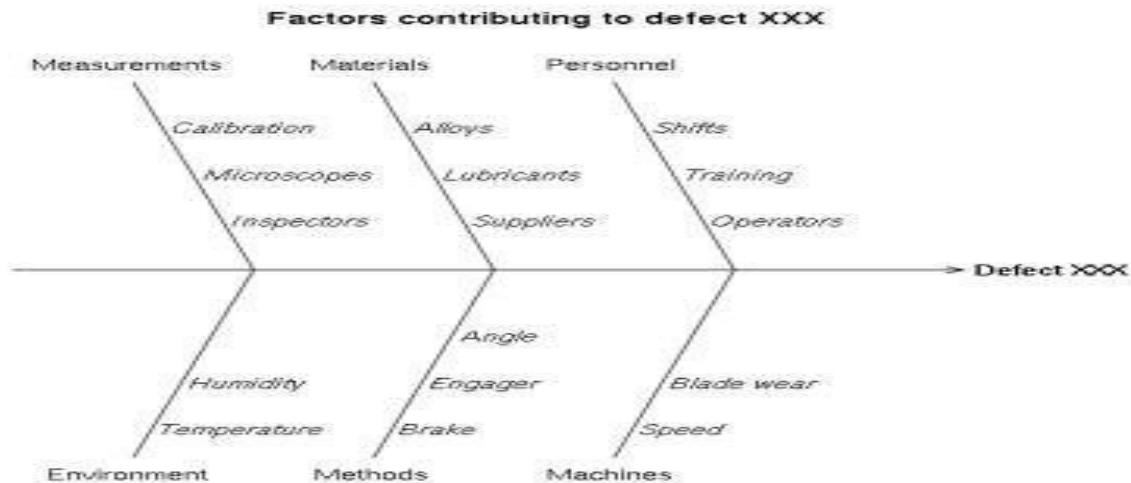 Factors contributing to defect XXX
Measurements Materials Personnel
Calibration Alloys Shifts
Microscopes Lubricants Training
Inspectors Suppliers Operators
Defect XXX
Angle
Humidity Engager Blade wear
Temperature Brake Speed
Environment Methods Machines